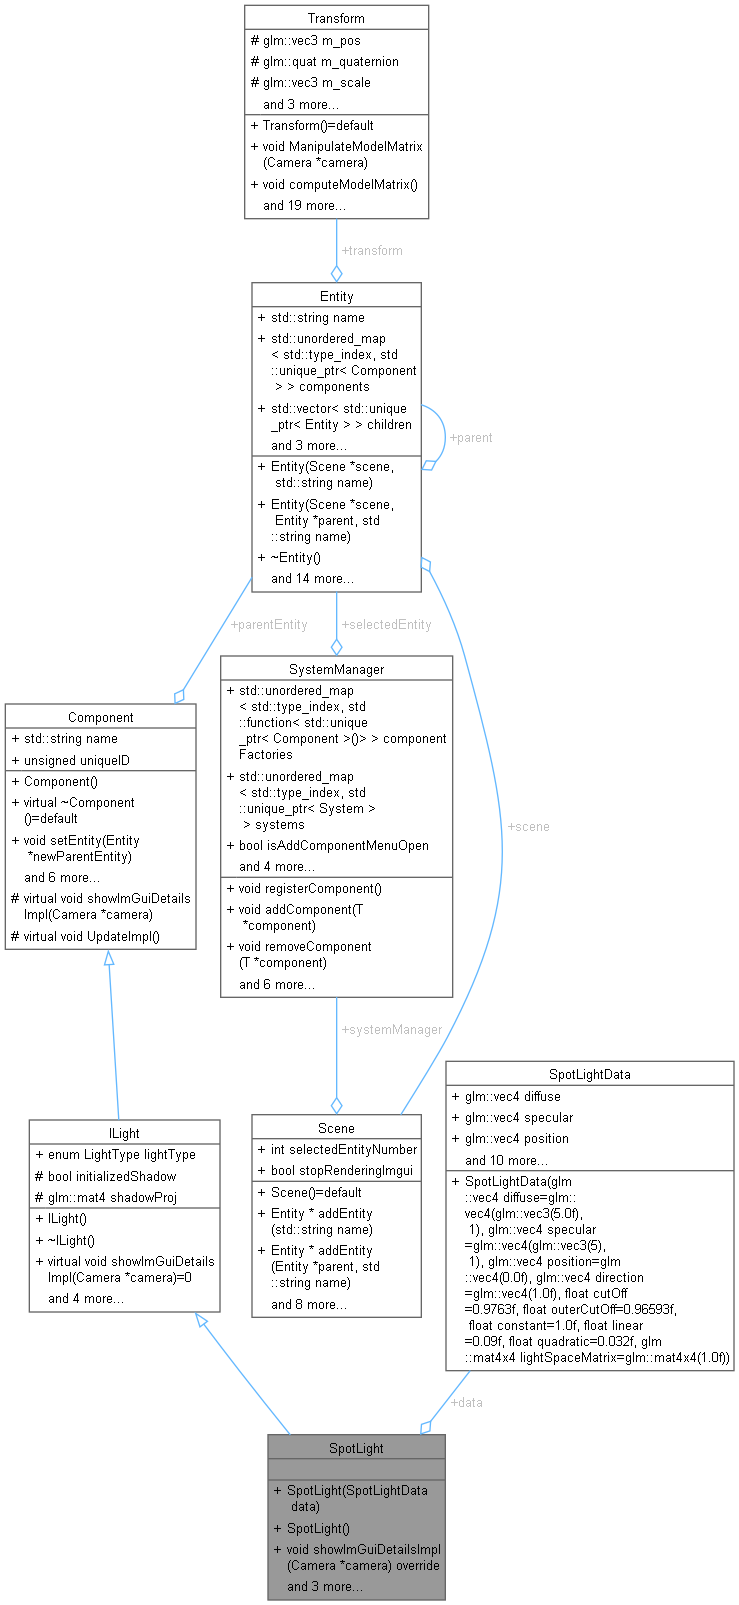 Transform
# glm::vec3 m_pos
# glm::quat m_quaternion
# glm::vec3 m_scale
and 3 more...
+ Transform()=default
+ void ManipulateModelMatrix
(Camera *camera)
+ void computeModelMatrix()
and 19 more...
+transform
Entity
+ std::string name
+ std::unordered_map
< std::type_index, std
::unique_ptr< Component
> > components
+ std::vector< std::unique
_ptr< Entity > > children
and 3 more...
+ Entity(Scene *scene,
std::string name)
+ Entity(Scene *scene,
Entity *parent, std
::string name)
+ ~Entity()
and 14 more...
+parent
+parentEntity
+selectedEntity
SystemManager
+ std::unordered_map
< std::type_index, std
::function< std::unique
_ptr< Component >()> > component
Factories
+ std::unordered_map
< std::type_index, std
::unique_ptr< System >
> systems
+ bool isAddComponentMenuOpen
and 4 more...
+ void registerComponent()
+ void addComponent(T
*component)
+ void removeComponent
(T *component)
and 6 more...
Component
+ std::string name
+ unsigned uniqueID
+ Component()
+ virtual ~Component
()=default
+ void setEntity(Entity
*newParentEntity)
and 6 more...
# virtual void showImGuiDetails
Impl(Camera *camera)
# virtual void UpdateImpl()
+scene
+systemManager
SpotLightData
+ glm::vec4 diffuse
+ glm::vec4 specular
+ glm::vec4 position
and 10 more...
+ SpotLightData(glm
::vec4 diffuse=glm::
vec4(glm::vec3(5.0f),
1), glm::vec4 specular
=glm::vec4(glm::vec3(5),
1), glm::vec4 position=glm
::vec4(0.0f), glm::vec4 direction
=glm::vec4(1.0f), float cutOff
=0.9763f, float outerCutOff=0.96593f,
float constant=1.0f, float linear
=0.09f, float quadratic=0.032f, glm
::mat4x4 lightSpaceMatrix=glm::mat4x4(1.0f))
ILight
+ enum LightType lightType
# bool initializedShadow
# glm::mat4 shadowProj
+ ILight()
+ ~ILight()
+ virtual void showImGuiDetails
Impl(Camera *camera)=0
and 4 more...
Scene
+ int selectedEntityNumber
+ bool stopRenderingImgui
+ Scene()=default
+ Entity * addEntity
(std::string name)
+ Entity * addEntity
(Entity *parent, std
::string name)
and 8 more...
+data
SpotLight
+ SpotLight(SpotLightData
data)
+ SpotLight()
+ void showImGuiDetailsImpl
(Camera *camera) override
and 3 more...